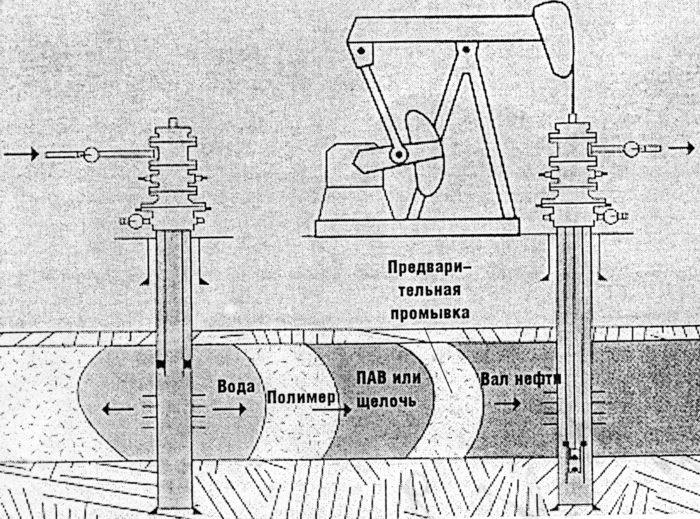 Предвари-
тельная
промывка
Вода
Полимер
ПАВ или
щелочь
Вал нефти